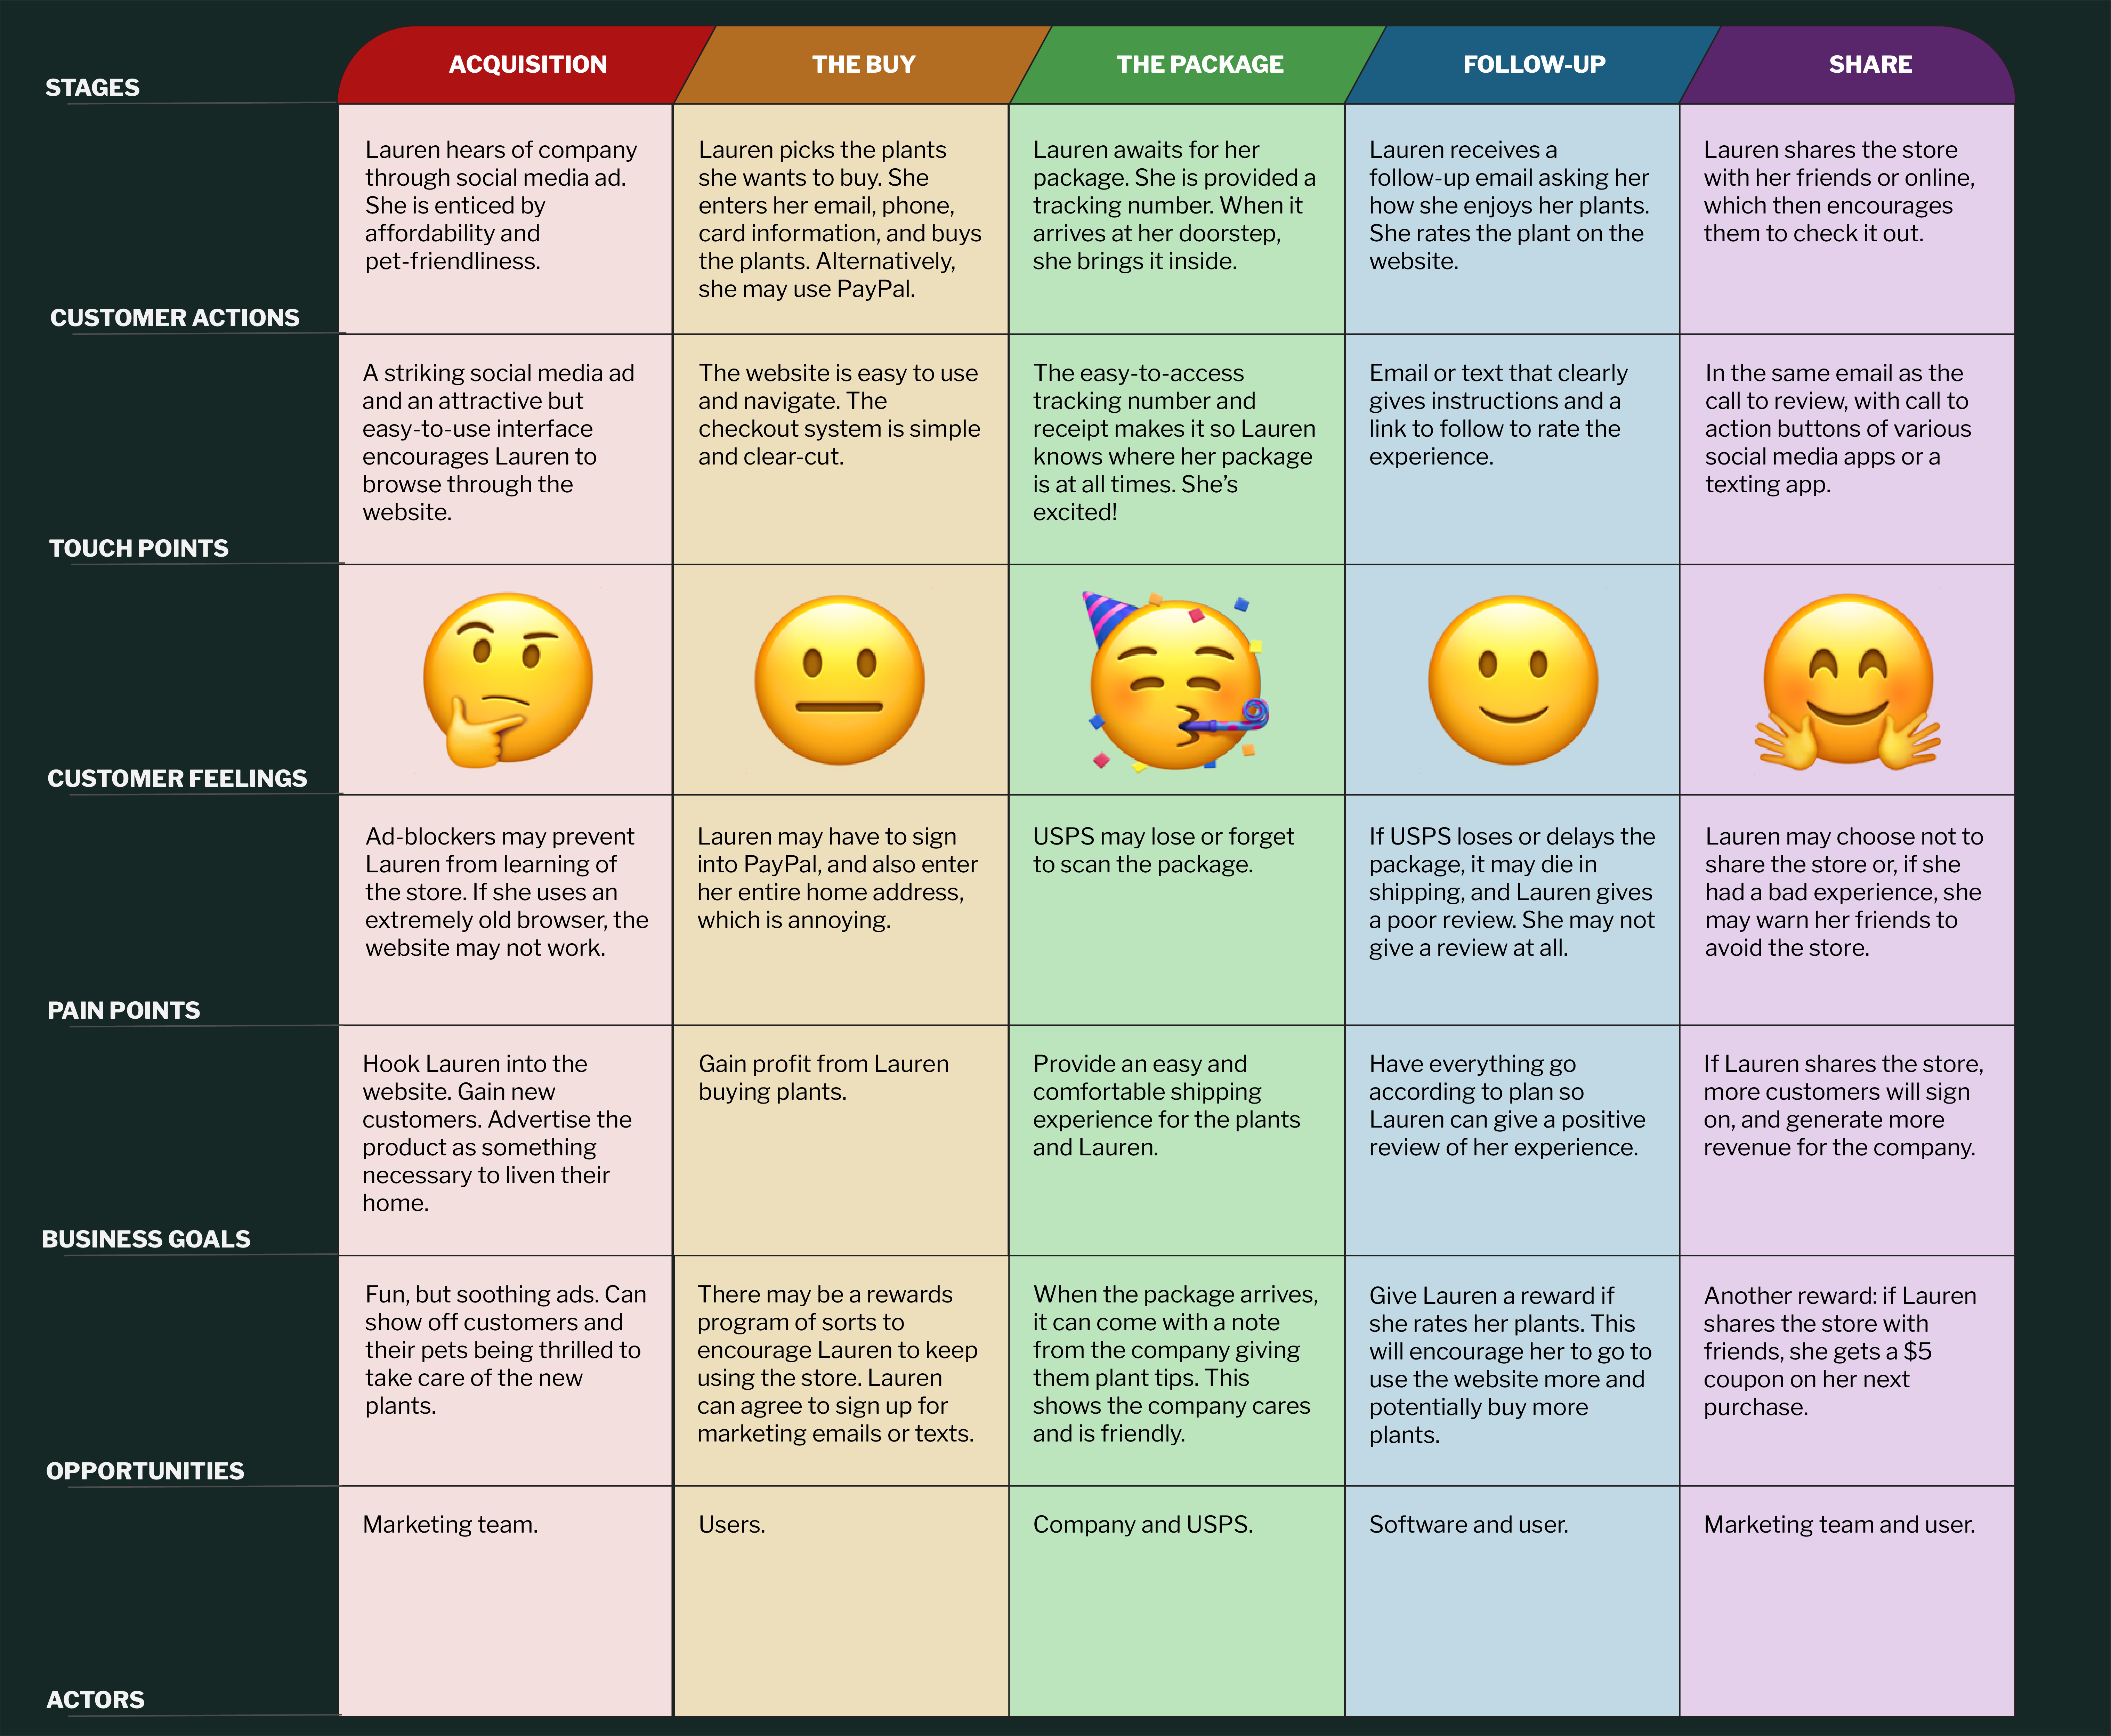 STAGES
ACQUISITION
THE BUY
THE PACKAGE
FOLLOW-UP
SHARE
CUSTOMER ACTIONS
Lauren hears of company
through social media ad.
She is enticed by
affordability and
pet-friendliness.
Lauren picks the plants
she wants to buy. She
enters her email, phone,
card information, and buys
the plants. Alternatively,
she may use PayPal.
Lauren awaits for her
package. She is provided a
tracking number. When it
arrives at her doorstep,
she brings it inside.
Lauren receives a
follow-up email asking her
how she enjoys her plants.
She rates the plant on the
website.
Lauren shares the store
with her friends or online,
which then encourages
them to check it out.
TOUCH POINTS
A striking social media ad
and an attractive but
easy-to-use interface
encourages Lauren to
browse through the
website.
The website is easy to use
and navigate. The
checkout system is simple
and clear-cut.
The easy-to-access
tracking number and
receipt makes it so Lauren
knows where her package
is at all times. She’s
excited!
Email or text that clearly
gives instructions and a
link to follow to rate the
experience.
In the same email as the
call to review, with call to
action buttons of various
social media apps or a
texting app.
CUSTOMER FEELINGS
PAIN POINTS
Ad-blockers may prevent
Lauren from learning of
the store. If she uses an
extremely old browser, the
website may not work.
Lauren may have to sign
into PayPal, and also enter
her entire home address,
which is annoying.
USPS may lose or forget
to scan the package.
If USPS loses or delays the
package, it may die in
shipping, and Lauren gives
a poor review. She may not
give a review at all.
Lauren may choose not to
share the store or, if she
had a bad experience, she
may warn her friends to
avoid the store.
BUSINESS GOALS
Hook Lauren into the
website. Gain new
customers. Advertise the
product as something
necessary to liven their
home.
Gain profit from Lauren
buying plants.
Provide an easy and
comfortable shipping
experience for the plants
and Lauren.
Have everything go
according to plan so
Lauren can give a positive
review of her experience.
If Lauren shares the store,
more customers will sign
on, and generate more
revenue for the company.
OPPORTUNITIES
Fun, but soothing ads. Can
show off customers and
their pets being thrilled to
take care of the new
plants.
There may be a rewards
program of sorts to
encourage Lauren to keep
using the store. Lauren
can agree to sign up for
marketing emails or texts.
When the package arrives,
it can come with a note
from the company giving
them plant tips. This
shows the company cares
and is friendly.
Give Lauren a reward if
she rates her plants. This
will encourage her to go to
use the website more and
potentially buy more
plants.
Another reward: if Lauren
shares the store with
friends, she gets a $5
coupon on her next
purchase.
ACTORS
Marketing team.
Users.
Company and USPS.
Software and user.
Marketing team and user.